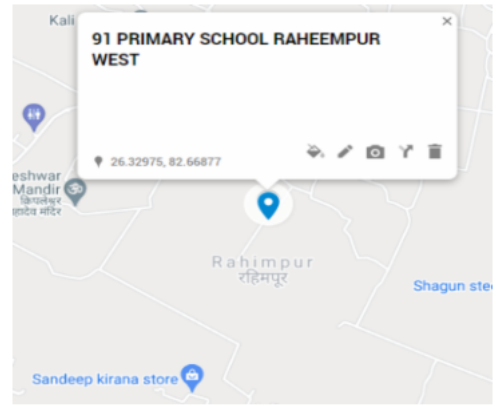 Kali
91 PRIMARY SCHOOL RAHEEMPUR
WEST
26.32975, 82.66877
eshwar
Mandir
हादेव मंदिर
Rahimpur
रहिमपूर
Shagun stee
Sandeep kirana store